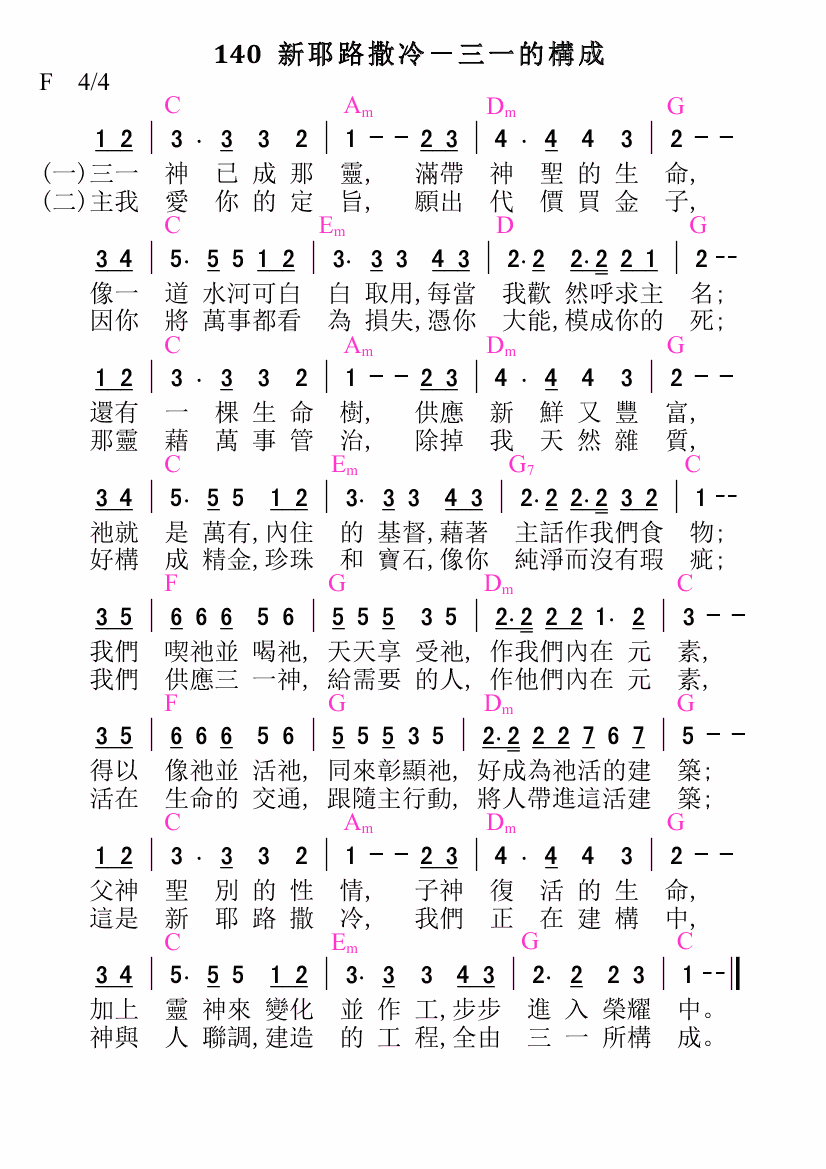 140 新耶路撒冷－三一的構成
F 4/4
C Am Dm G
1 2 | 3 · 3 3 2 | 1 － － 2 3 | 4 · 4 4 3 | 2 － －
(一)三一 神 已 成 那 靈, 滿帶 神 聖 的 生 命,
(二)主我 愛 你 的 定 旨, 願出 代 價 買 金 子,
C Em D G
3 4 | 5· 5 5 1 2 | 3· 3 3 4 3 | 2·2 2·2 2 1 | 2 --
像一 道 水河可白 白 取用,每當 我歡 然呼求主 名;
因你 將 萬事都看 為 損失,憑你 大能,模成你的 死;
C Am Dm G
1 2 | 3 · 3 3 2 | 1 － － 2 3 | 4 · 4 4 3 | 2 － －
還有 一 棵 生 命 樹, 供應 新 鮮 又 豐 富,
那靈 藉 萬 事 管 治, 除掉 我 天 然 雜 質,
C Em G7 C
3 4 | 5· 5 5 1 2 | 3· 3 3 4 3 | 2·2 2·2 3 2 | 1 --
祂就 是 萬有,內住 的 基督,藉著 主話作我們食 物;
好構 成 精金,珍珠 和 寶石,像你 純淨而沒有瑕 疵;
F G Dm C
3 5 | 6 6 6 5 6 | 5 5 5 3 5 | 2·2 2 2 1· 2 | 3 － －
我們 喫祂並 喝祂, 天天享 受祂, 作我們內在 元 素,
我們 供應三 一神, 給需要 的人, 作他們內在 元 素,
F G Dm G
3 5 | 6 6 6 5 6 | 5 5 5 3 5 | 2·2 2 2 7 6 7 | 5 － －
得以 像祂並 活祂, 同來彰顯祂, 好成為祂活的建 築;
活在 生命的 交通, 跟隨主行動, 將人帶進這活建 築;
C Am Dm G
1 2 | 3 · 3 3 2 | 1 － － 2 3 | 4 · 4 4 3 | 2 － －
父神 聖 別 的 性 情, 子神 復 活 的 生 命,
這是 新 耶 路 撒 冷, 我們 正 在 建 構 中,
C Em G C
3 4 | 5· 5 5 1 2 | 3· 3 3 4 3 | 2· 2 2 3 | 1 --‖
加上 靈 神來 變化 並 作 工,步步 進 入 榮耀 中。
神與 人 聯調,建造 的 工 程,全由 三 一 所構 成。